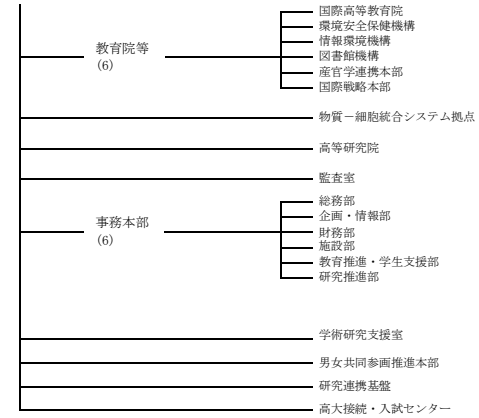 教育院等
(6)
国際高等教育院
環境安全保健機構
情報環境機構
図書館機構
産官学連携本部
国際戦略本部
物質－細胞統合システム拠点
高等研究院
監査室
事務本部
(6)
総務部
企画・情報部
財務部
施設部
教育推進・学生支援部
研究推進部
学術研究支援室
男女共同参画推進本部
研究連携基盤
高大接続・入試センター